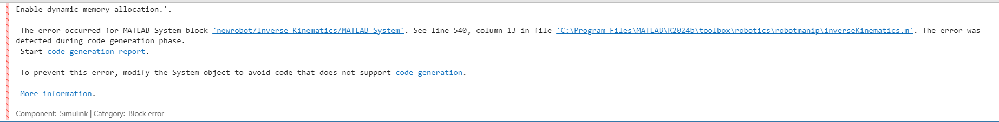 Enable dynamic memory allocation.'.
The error occurred for MATLAB System block 'newrobot/Inverse Kinematics/MATLAB System'. See line 540, column 13 in file 'C:\Program Files\MATLAB\R2024b\toolbox\robotics\robotmanip\inverseKinematics.m'. The error was
detected during code generation phase.
Start code generation report.
To prevent this error, modify the System object to avoid code that does not support code generation.
More information.
Component: Simulink | Category: Block error